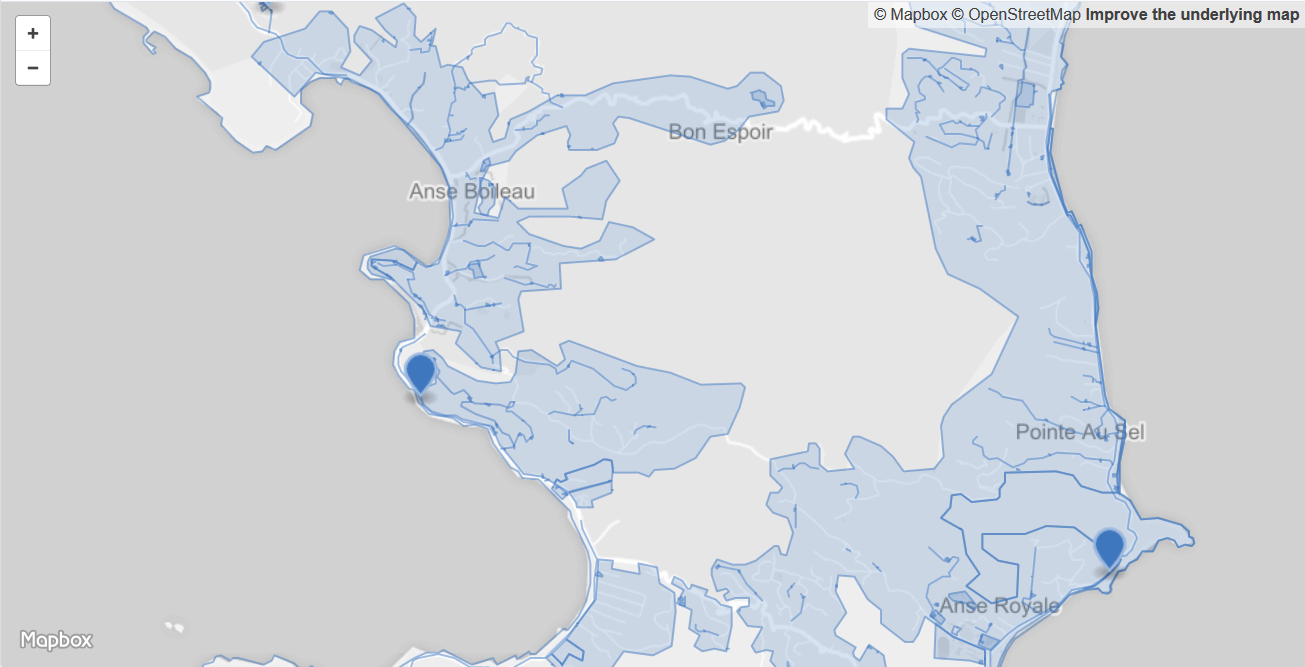 +
© Mapbox © OpenStreetMap Improve the underlying map
−
Bon Espoir
Anse Boileau
Pointe Au Sel
Anse Royale
Mapbox